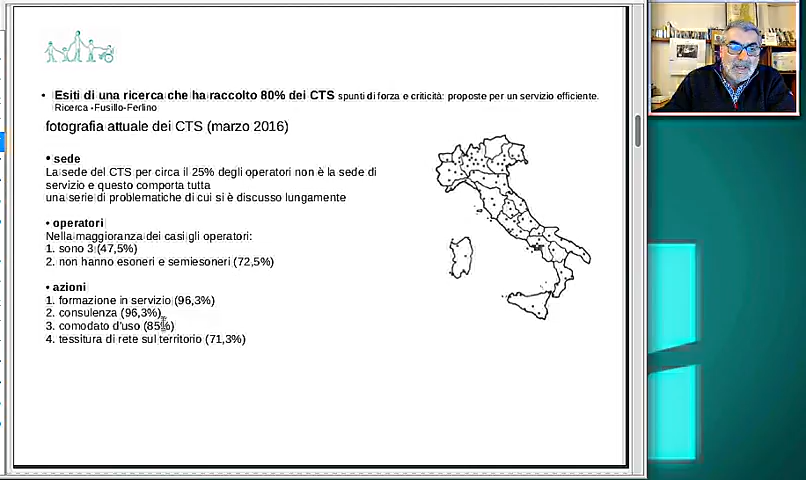 • Esiti di una ricerca che ha raccolto 80% dei CTS spunti di forza e criticità: proposte per un servizio efficiente.
Ricerca -Fusillo-Ferlino
fotografia attuale dei CTS (marzo 2016)
• sede
La sede del CTS per circa il 25% degli operatori non è la sede di
servizio e questo comporta tutta
una serie di problematiche di cui si è discusso lungamente
• operatori
Nella maggioranza dei casi gli operatori:
1. sono 3 (47,5%)
2. non hanno esoneri e semiesoneri (72,5%)
• azioni
1. formazione in servizio (96,3%)
2. consulenza (96,3%)
3. comodato d'uso (85%)
4. tessitura di rete sul territorio (71,3%)